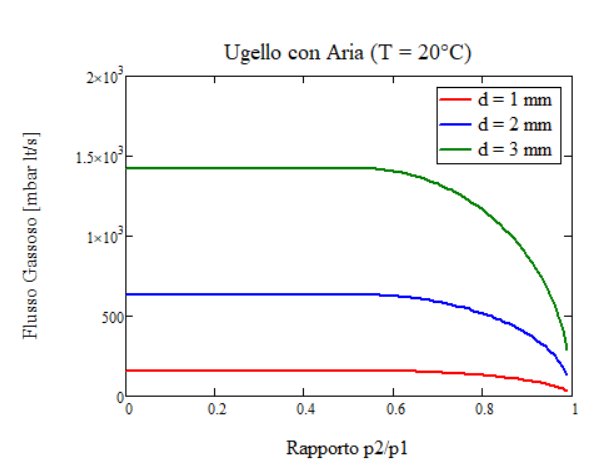 Ugello con Aria (T = 20°C)
2×10³
1.5×10³
1×10³
500
0
Flusso Gassoso [mbar lt/s]
d = 1 mm
d = 2 mm
d = 3 mm
0
0.2
0.4
0.6
0.8
1
Rapporto p2/p1